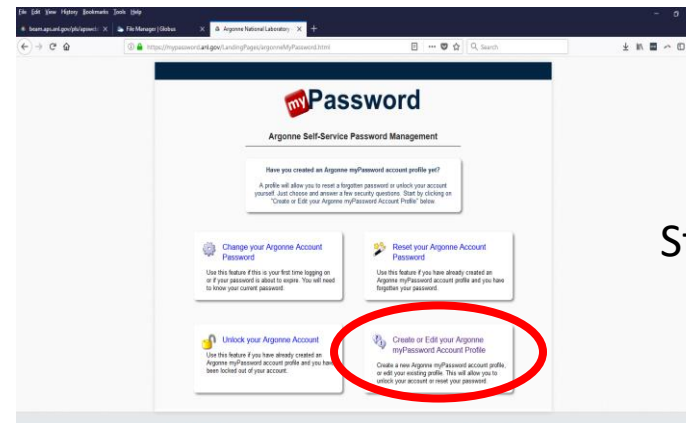 File Edit View History Bookmarks Tools Help
File Manager | Globus
Argonne National Laboratory
https://mypassword.anl.gov/LandingPages/argonneMyPassword.html
Search
myPassword
Argonne Self-Service Password Management
Have you created an Argonne myPassword account profile yet?
A profile will allow you to reset a forgotten password or unlock your account
yourself. Just choose and answer a few security questions. Start by clicking on
"Create or Edit your Argonne myPassword Account Profile" below.
Change your Argonne Account
Password
Use this feature if this is your first time logging on
or if your password is about to expire. You will need
to know your current password.
Reset your Argonne Account
Password
Use this feature if you have already created an
Argonne myPassword account profile and you have
forgotten your password.
St
Unlock your Argonne Account
Use this feature if you have already created an
Argonne myPassword account profile and you have
been locked out of your account.
Create or Edit your Argonne
myPassword Account Profile
Create a new Argonne myPassword account profile,
or edit your existing profile. This will allow you to
unlock your account or reset your password.